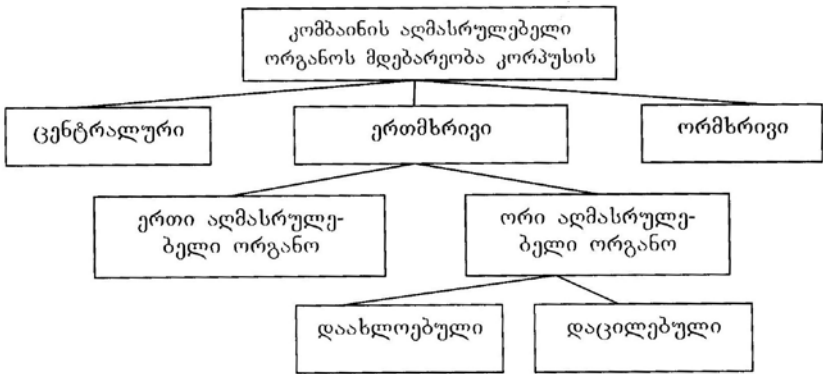 კომბაინის აღმასრულებელი
ორგანოს მდებარეობა კორპუსის
ცენტრალური
ერთმხრივი
ორმხრივი
ერთი აღმასრულე-
ბელი ორგანო
ორი აღმასრულე-
ბელი ორგანო
დაახლოებული
დაცილებული